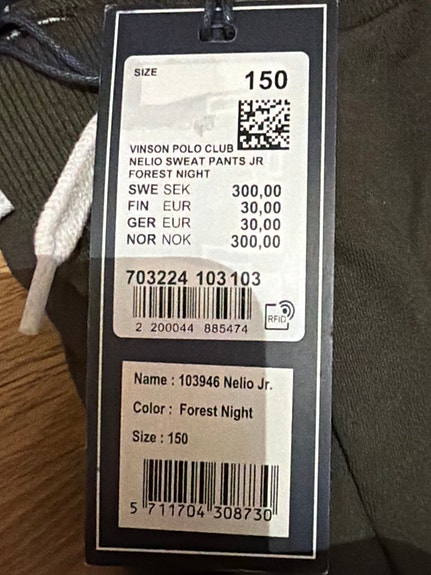 SIZE
150
VINSON POLO CLUB
NELIO SWEAT PANTS JR
FOREST NIGHT
SWE SEK 300,00
FIN EUR 30,00
GER EUR 30,00
NOR NOK 300,00
703224 103103
2 200044 885474
RFID
Name : 103946 Nelio Jr.
Color : Forest Night
Size : 150
5 711704 308730